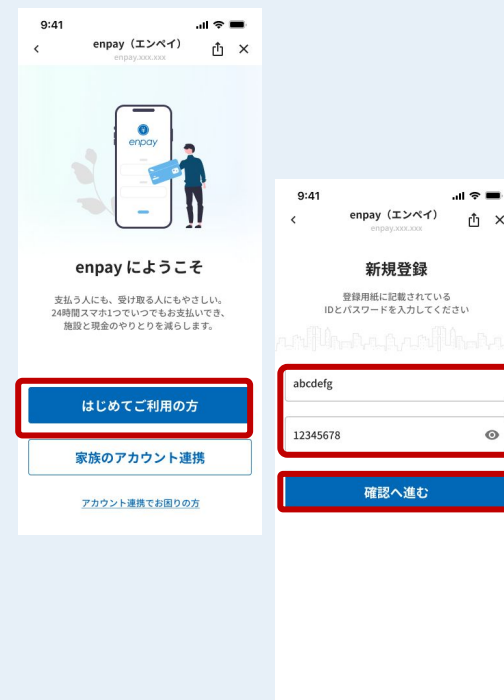 9:41
enpay（エンペイ）
enpay.xxx.xxx
enpay
enpay にようこそ
支払う人にも、受け取る人にもやさしい。
24時間スマホ1つでいつでもお支払いでき、
施設と現金のやりとりを減らします。
はじめてご利用の方
家族のアカウント連携
アカウント連携でお困りの方
9:41
enpay（エンペイ）
enpay.xxx.xxx
新規登録
登録用紙に記載されている
IDとパスワードを入力してください
abcdefg
12345678
確認へ進む